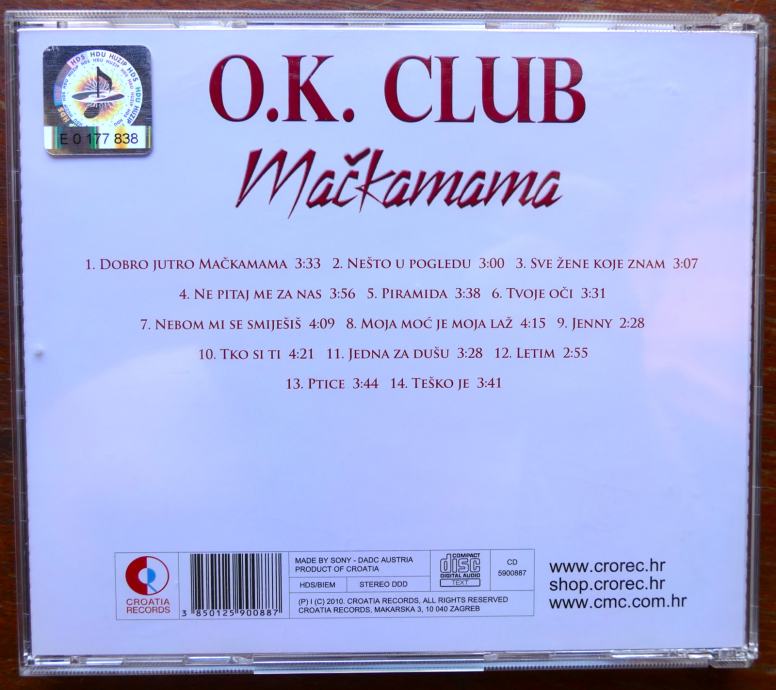 HDS HDU HUZIP HDS HDU HUZIP
E 0 177 838
O.K. CLUB
Mačkamama
1. DOBRO JUTRO MAČKAMAMA 3:33 2. NEŠTO U POGLEDU 3:00 3. SVE ŽENE KOJE ZNAM 3:07
4. NE PITAJ ME ZA NAS 3:56 5. PIRAMIDA 3:38 6. TVOJE OČI 3:31
7. NEBOM MI SE SMIJEŠIŠ 4:09 8. MOJA MOĆ JE MOJA LAŽ 4:15 9. JENNY 2:28
10. TKO SI TI 4:21 11. JEDNA ZA DUŠU 3:28 12. LETIM 2:55
13. PTICE 3:44 14. TEŠKO JE 3:41
CROATIA
RECORDS
3 850125 900887
MADE BY SONY - DADC AUSTRIA
PRODUCT OF CROATIA
HDS/BIEM STEREO DDD
COMPACT
disc
DIGITAL AUDIO
TEXT
CD
5900887
(P) I (C) 2010. CROATIA RECORDS, ALL RIGHTS RESERVED
CROATIA RECORDS, MAKARSKA 3, 10 040 ZAGREB
www.crorec.hr
shop.crorec.hr
www.cmc.com.hr